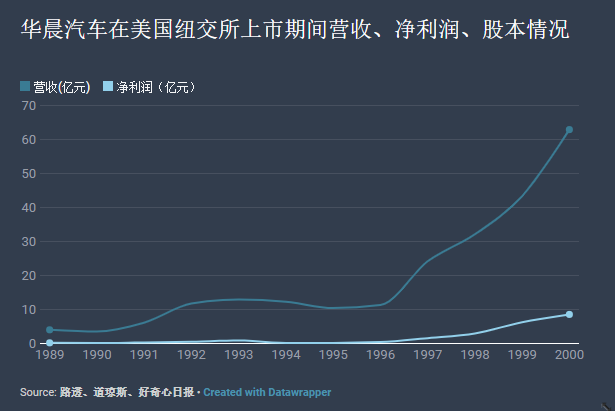 华晨汽车在美国纽交所上市期间营收、净利润、股本情况
营收(亿元) 净利润（亿元）
70
60
50
40
30
20
10
0
1989 1990 1991 1992 1993 1994 1995 1996 1997 1998 1999 2000
Source: 路透、道琼斯、好奇心日报 • Created with Datawrapper